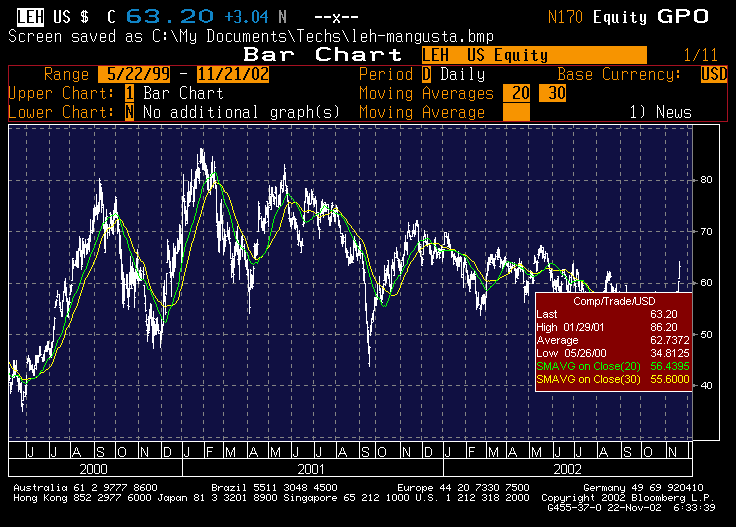 LEH US $ C 63.20 +3.04 N --x-- N170 Equity GPO
Screen saved as C:\My Documents\Techs\leh-mangusta.bmp
Bar Chart LEH US Equity 1/11
Range 5/22/99 - 11/21/02 Period D Daily Base Currency: USD
Upper Chart: 1 Bar Chart Moving Averages 20 30
Lower Chart: N No additional graph(s) Moving Average 1) News
80
70
60
50
40
Comp/Trade/USD
Last 63.20
High 01/29/01 86.20
Average 62.7372
Low 05/26/00 34.8125
SMAVG on Close(20) 56.4395
SMAVG on Close(30) 55.6000
J J A S O N D J F M A M J J A S O N D J F M A M J J A S O N
2000 2001 2002
Australia 61 2 9777 8600 Brazil 5511 3048 4500 Europe 44 20 7330 7500 Germany 49 69 920410
Hong Kong 852 2977 6000 Japan 81 3 3201 8900 Singapore 65 212 1000 U.S. 1 212 318 2000 Copyright 2002 Bloomberg L.P.
G455-37-0 22-Nov-02 6:33:39